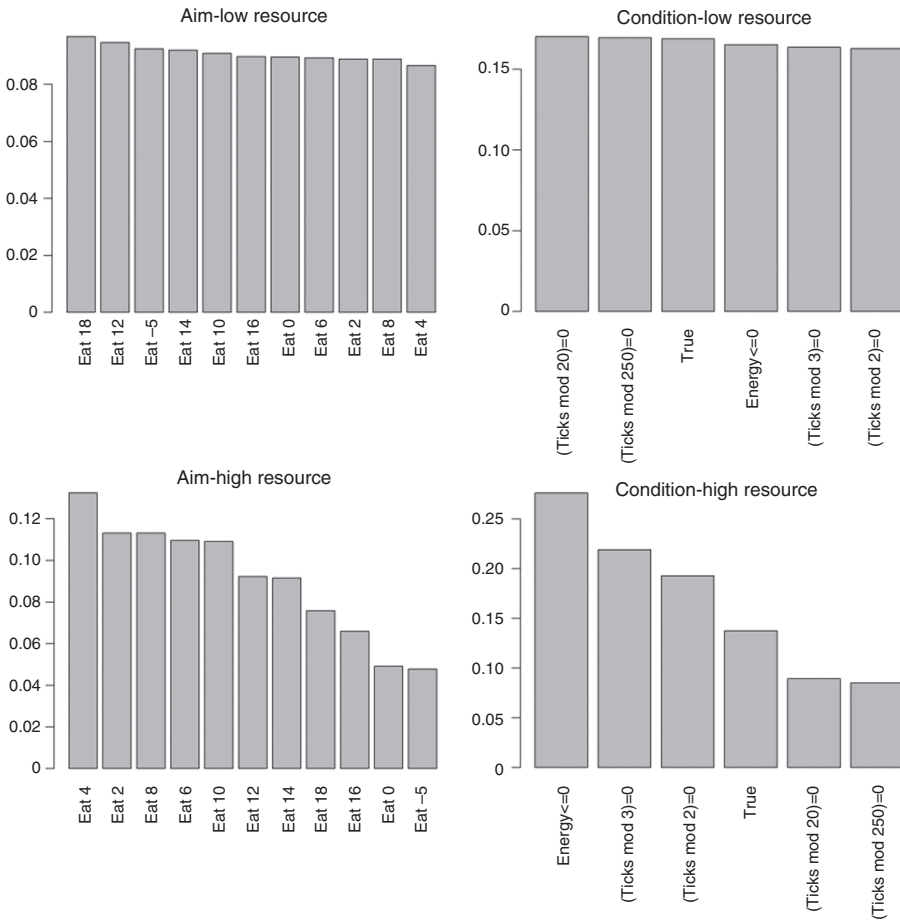 Aim-low resource
0.08
0.06
0.04
0.02
0
Eat 18
Eat 12
Eat –5
Eat 14
Eat 10
Eat 16
Eat 0
Eat 6
Eat 2
Eat 8
Eat 4
Condition-low resource
0.15
0.10
0.05
0
(Ticks mod 20)=0
(Ticks mod 250)=0
True
Energy<=0
(Ticks mod 3)=0
(Ticks mod 2)=0
Aim-high resource
0.12
0.10
0.08
0.06
0.04
0.02
0
Eat 4
Eat 2
Eat 8
Eat 6
Eat 10
Eat 12
Eat 14
Eat 18
Eat 16
Eat 0
Eat –5
Condition-high resource
0.25
0.20
0.15
0.10
0.05
0
Energy<=0
(Ticks mod 3)=0
(Ticks mod 2)=0
True
(Ticks mod 20)=0
(Ticks mod 250)=0